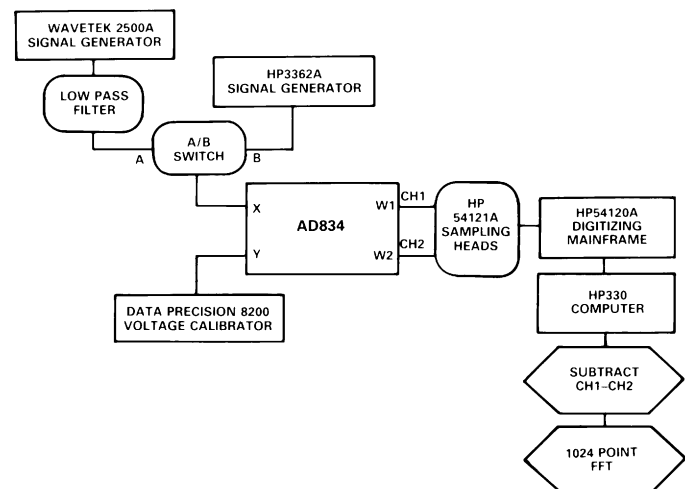 WAVETEK 2500A
SIGNAL GENERATOR
HP3362A
SIGNAL GENERATOR
LOW PASS
FILTER
A/B
SWITCH
A
B
X
Y
AD834
W1
W2
CH1
CH2
HP
54121A
SAMPLING
HEADS
HP54120A
DIGITIZING
MAINFRAME
DATA PRECISION 8200
VOLTAGE CALIBRATOR
HP330
COMPUTER
SUBTRACT
CH1–CH2
1024 POINT
FFT